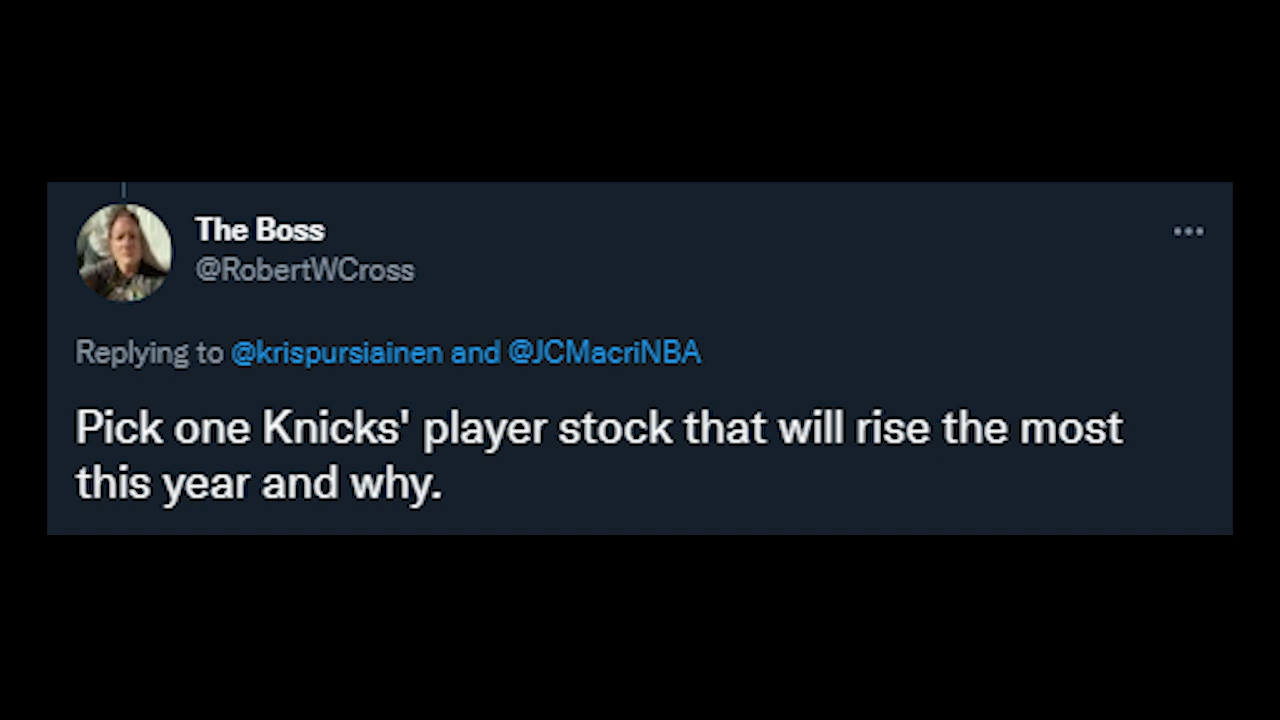 The Boss
@RobertWCross
Replying to @krispursiainen and @JCMacriNBA
Pick one Knicks' player stock that will rise the most
this year and why.